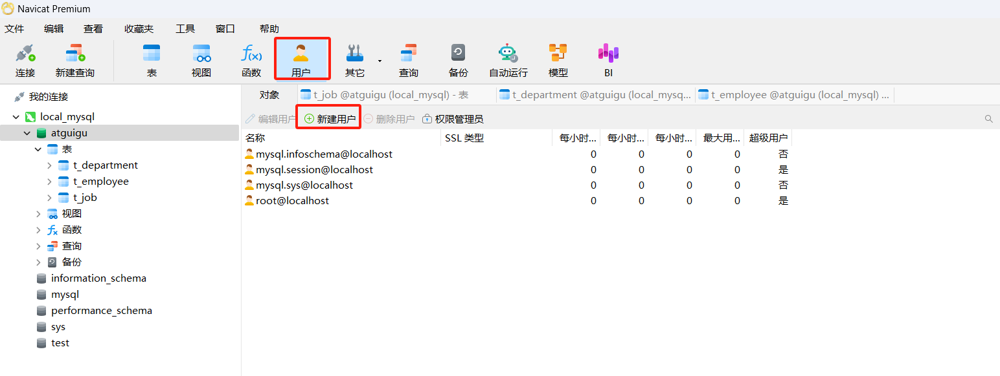 Navicat Premium
文件 编辑 查看 收藏夹 工具 窗口 帮助
连接 新建查询 表 视图 函数 用户 其它 查询 备份 自动运行 模型 BI
我的连接
local_mysql
atguigu
表
t_department
t_employee
t_job
视图
函数
查询
备份
information_schema
mysql
performance_schema
sys
test
对象 t_job @atguigu (local_mysql) - 表 t_department @atguigu (local_mysq... t_employee @atguigu (local_mysql) ...
编辑用户 新建用户 删除用户 权限管理员
名称 SSL 类型 每小时... 每小时... 每小时... 最大用... 超级用户
mysql.infoschema@localhost 0 0 0 0 否
mysql.session@localhost 0 0 0 0 是
mysql.sys@localhost 0 0 0 0 否
root@localhost 0 0 0 0 是